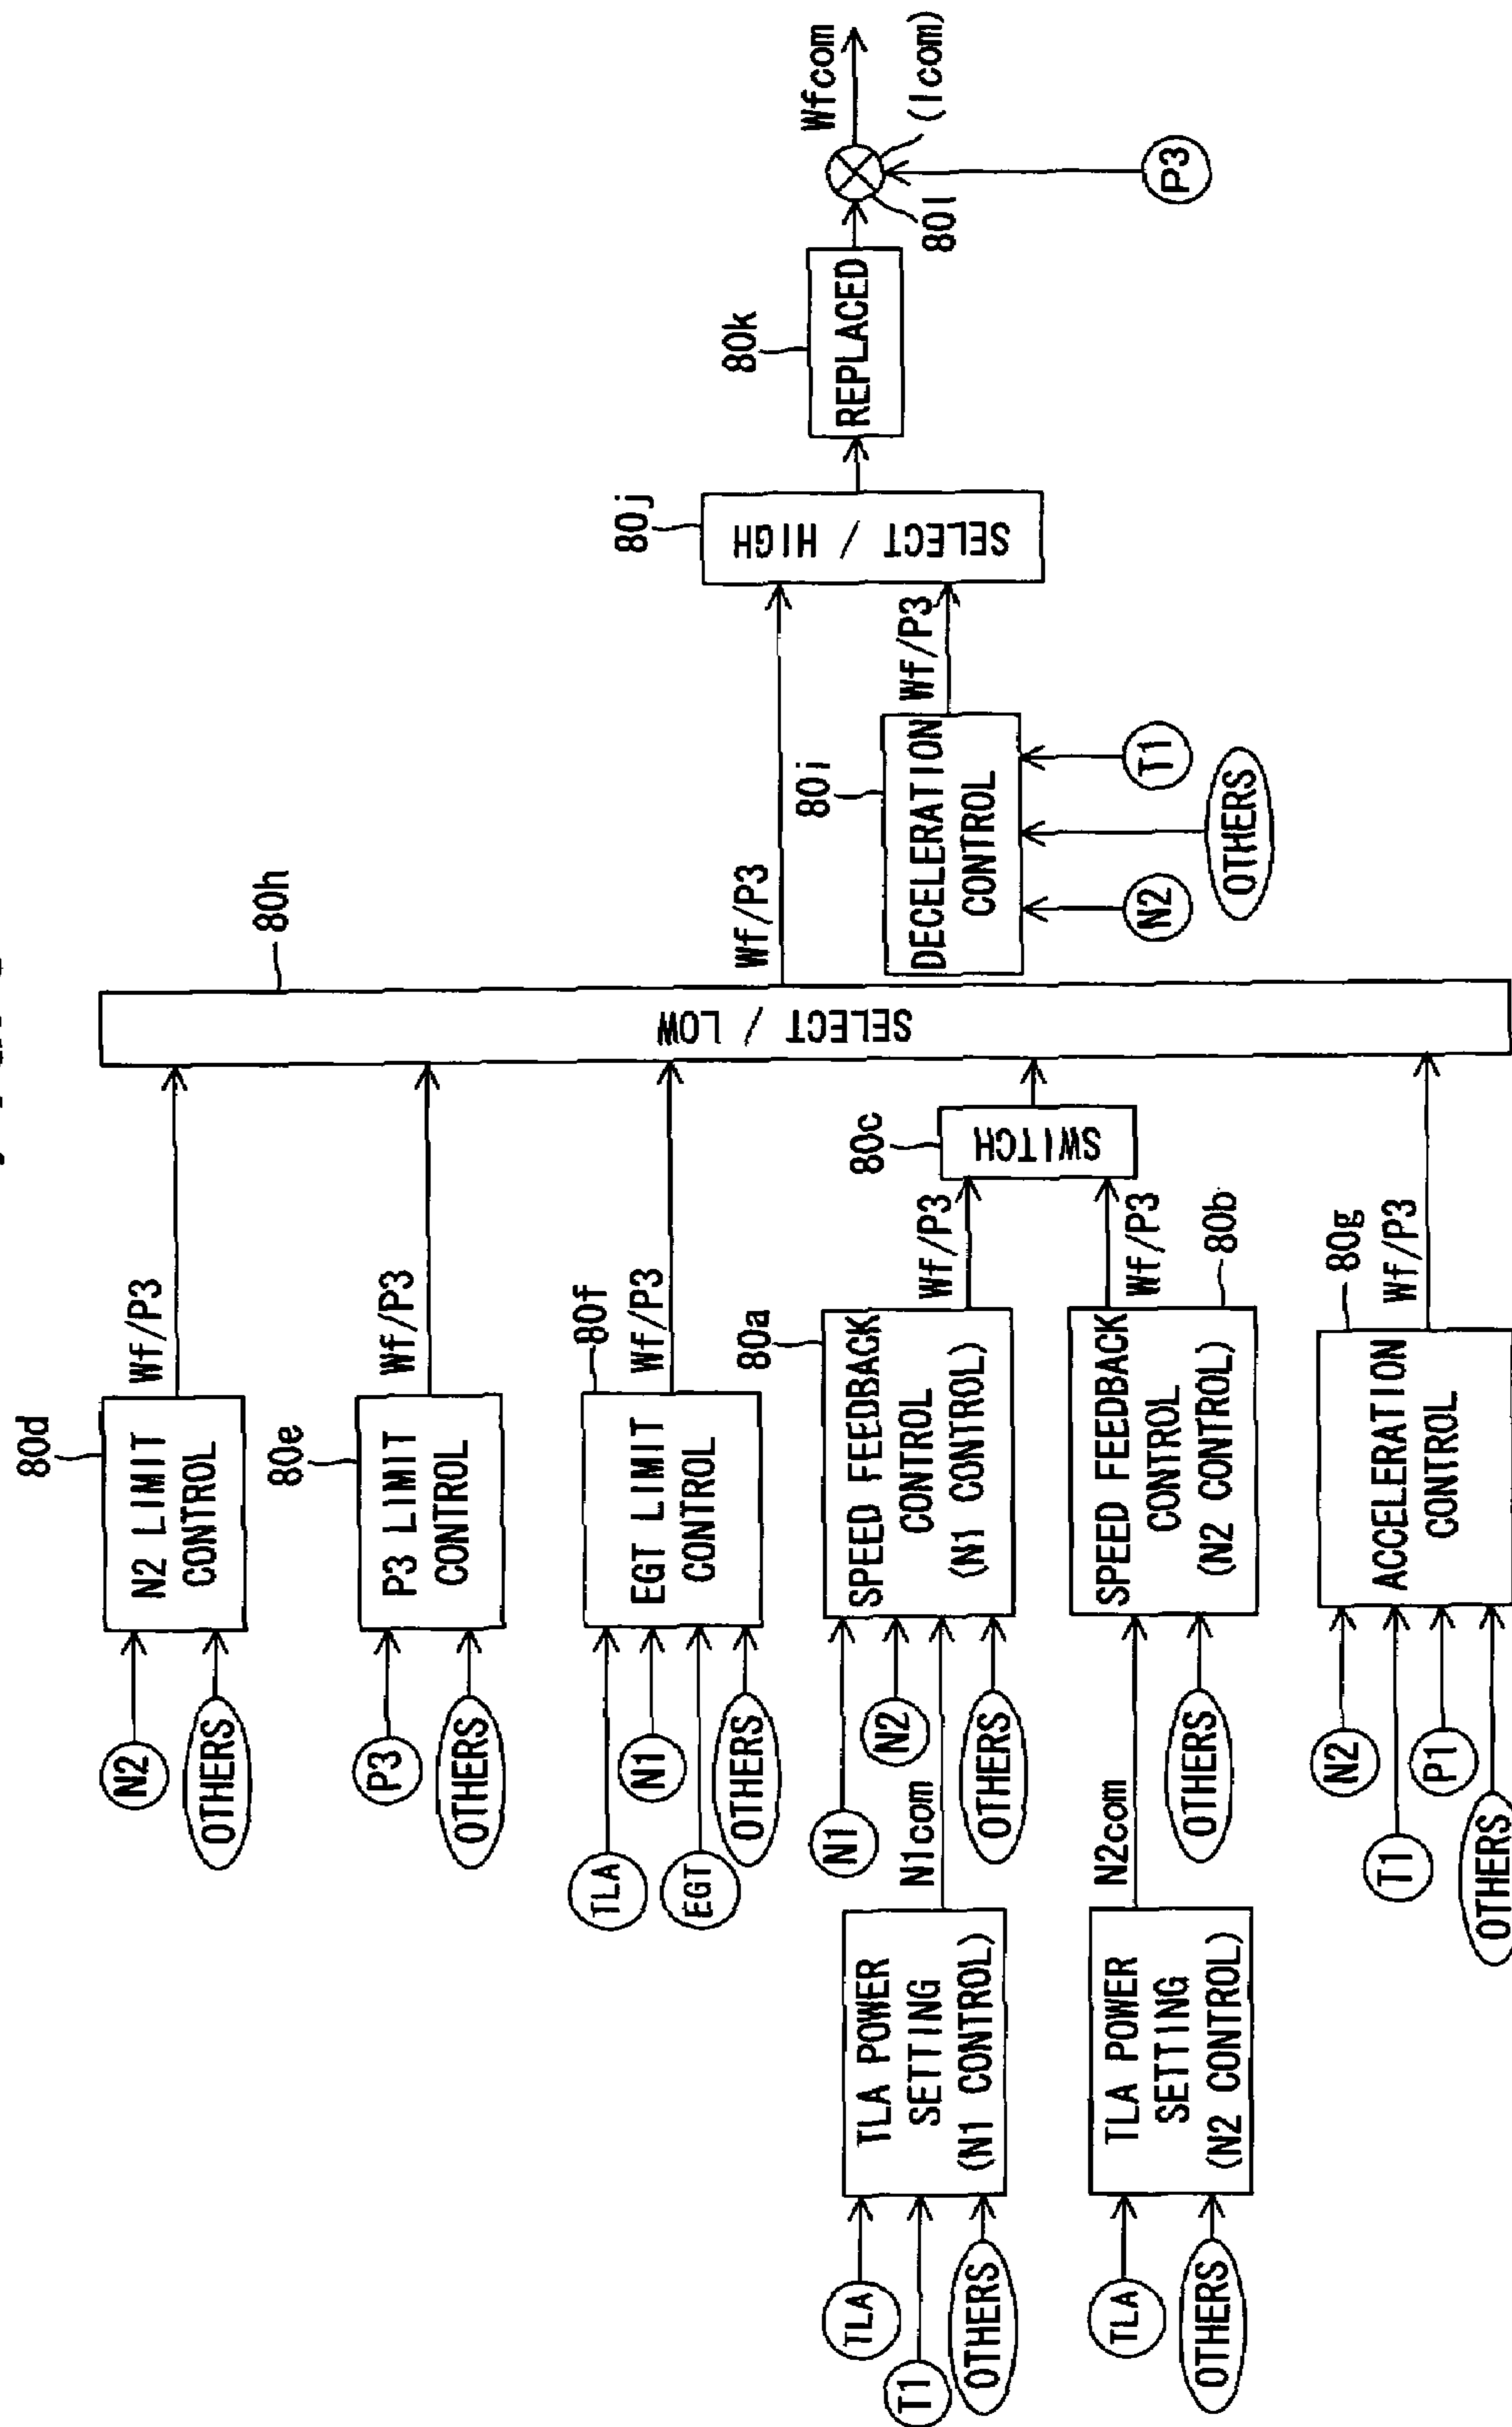 80d
N2
OTHERS
N2 LIMIT
CONTROL
Wf/P3
80e
P3
OTHERS
P3 LIMIT
CONTROL
Wf/P3
80f
TLA
N1
EGT
OTHERS
EGT LIMIT
CONTROL
Wf/P3
TLA
T1
OTHERS
TLA POWER
SETTING
(N1 CONTROL)
N1com
N1
N2
OTHERS
80a
SPEED FEEDBACK
CONTROL
(N1 CONTROL)
Wf/P3
TLA
OTHERS
TLA POWER
SETTING
(N2 CONTROL)
N2com
OTHERS
SPEED FEEDBACK
CONTROL
(N2 CONTROL)
80b
Wf/P3
80c
SWITCH
N2
T1
P1
OTHERS
ACCELERATION
CONTROL
80g
Wf/P3
80h
SELECT / LOW
Wf/P3
80i
DECELERATION
CONTROL
N2
OTHERS
T1
Wf/P3
80j
SELECT / HIGH
80k
REPLACED
80l
P3
Wfcom
(Icom)